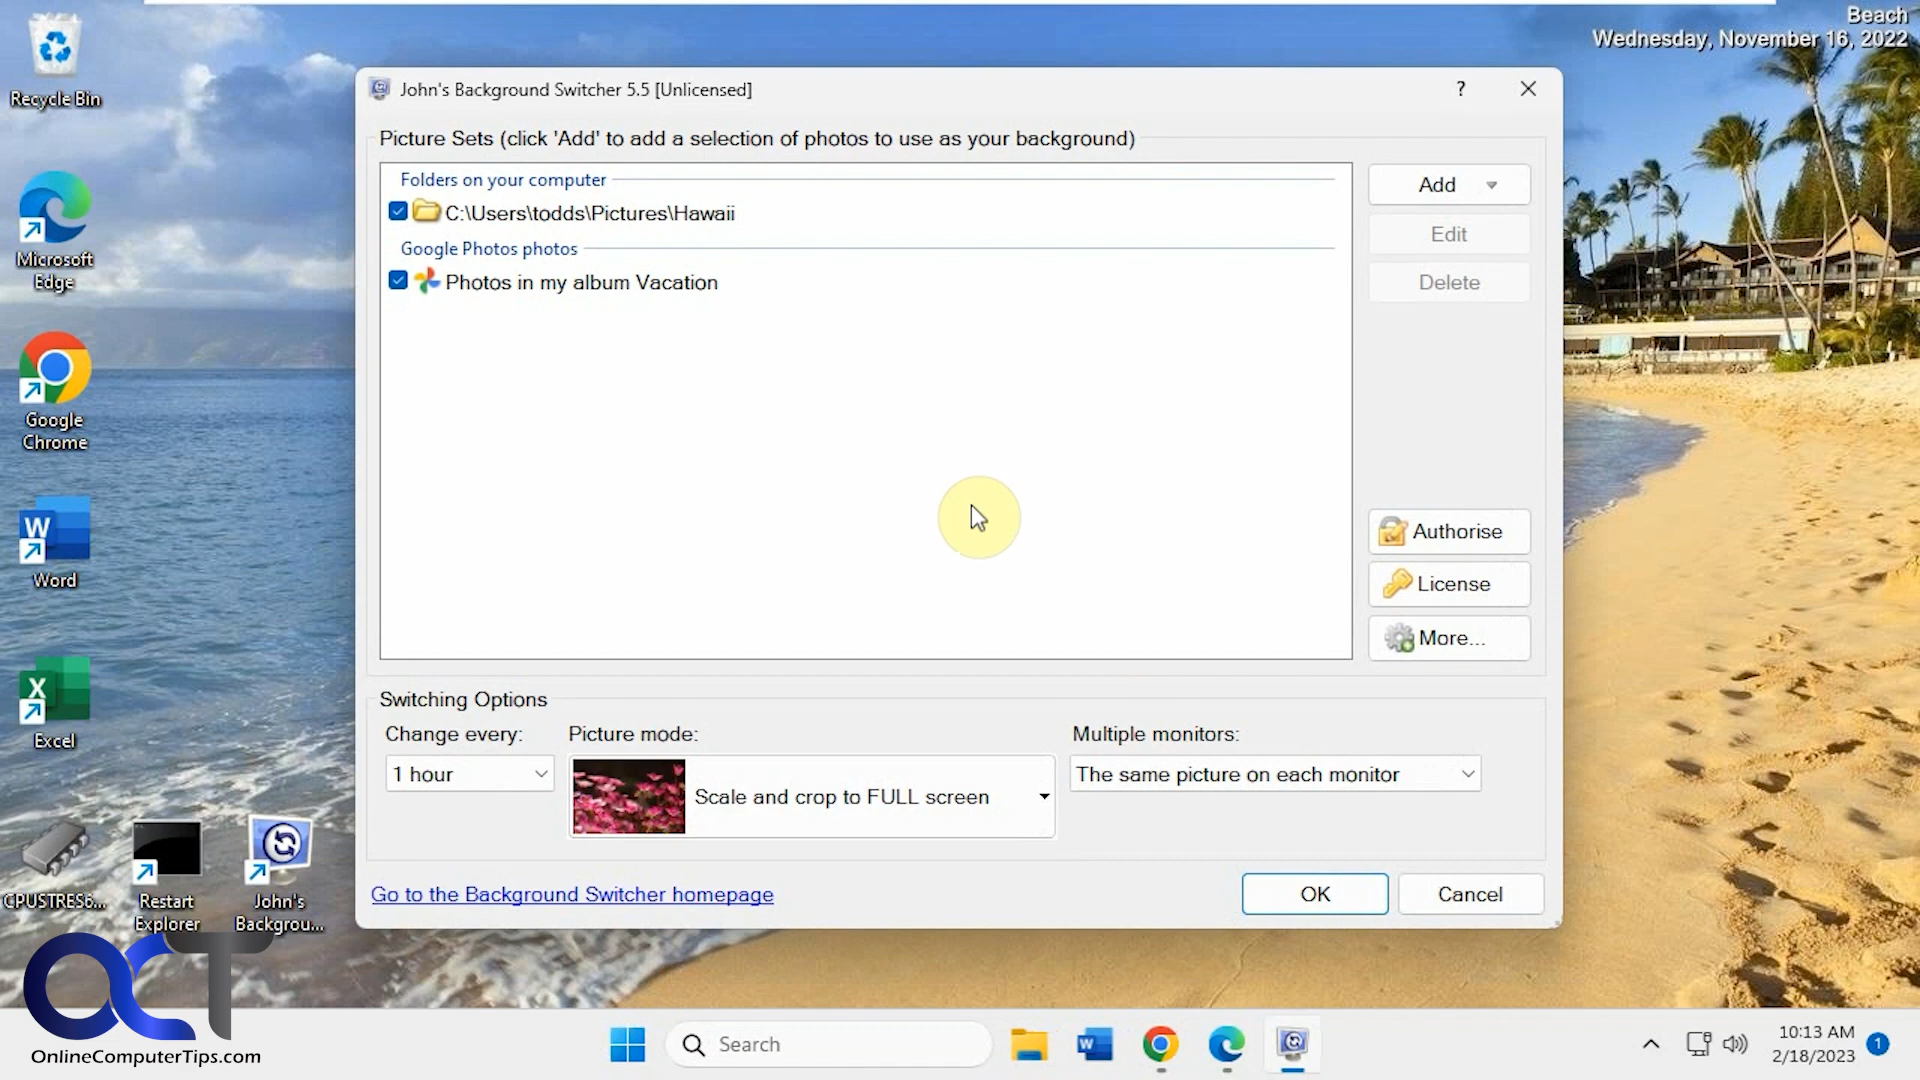 Beach
Wednesday, November 16, 2022
Recycle Bin
Microsoft
Edge
Google
Chrome
Word
Excel
CPUSTRES6...
Restart
Explorer
John's
Backgrou...
John's Background Switcher 5.5 [Unlicensed]
?
Picture Sets (click 'Add' to add a selection of photos to use as your background)
Folders on your computer
C:\Users\todds\Pictures\Hawaii
Google Photos photos
Photos in my album Vacation
Add
Edit
Delete
Authorise
License
More...
Switching Options
Change every:
1 hour
Picture mode:
Scale and crop to FULL screen
Multiple monitors:
The same picture on each monitor
Go to the Background Switcher homepage
OK
Cancel
OCT
OnlineComputerTips.com
Search
10:13 AM
2/18/2023
1